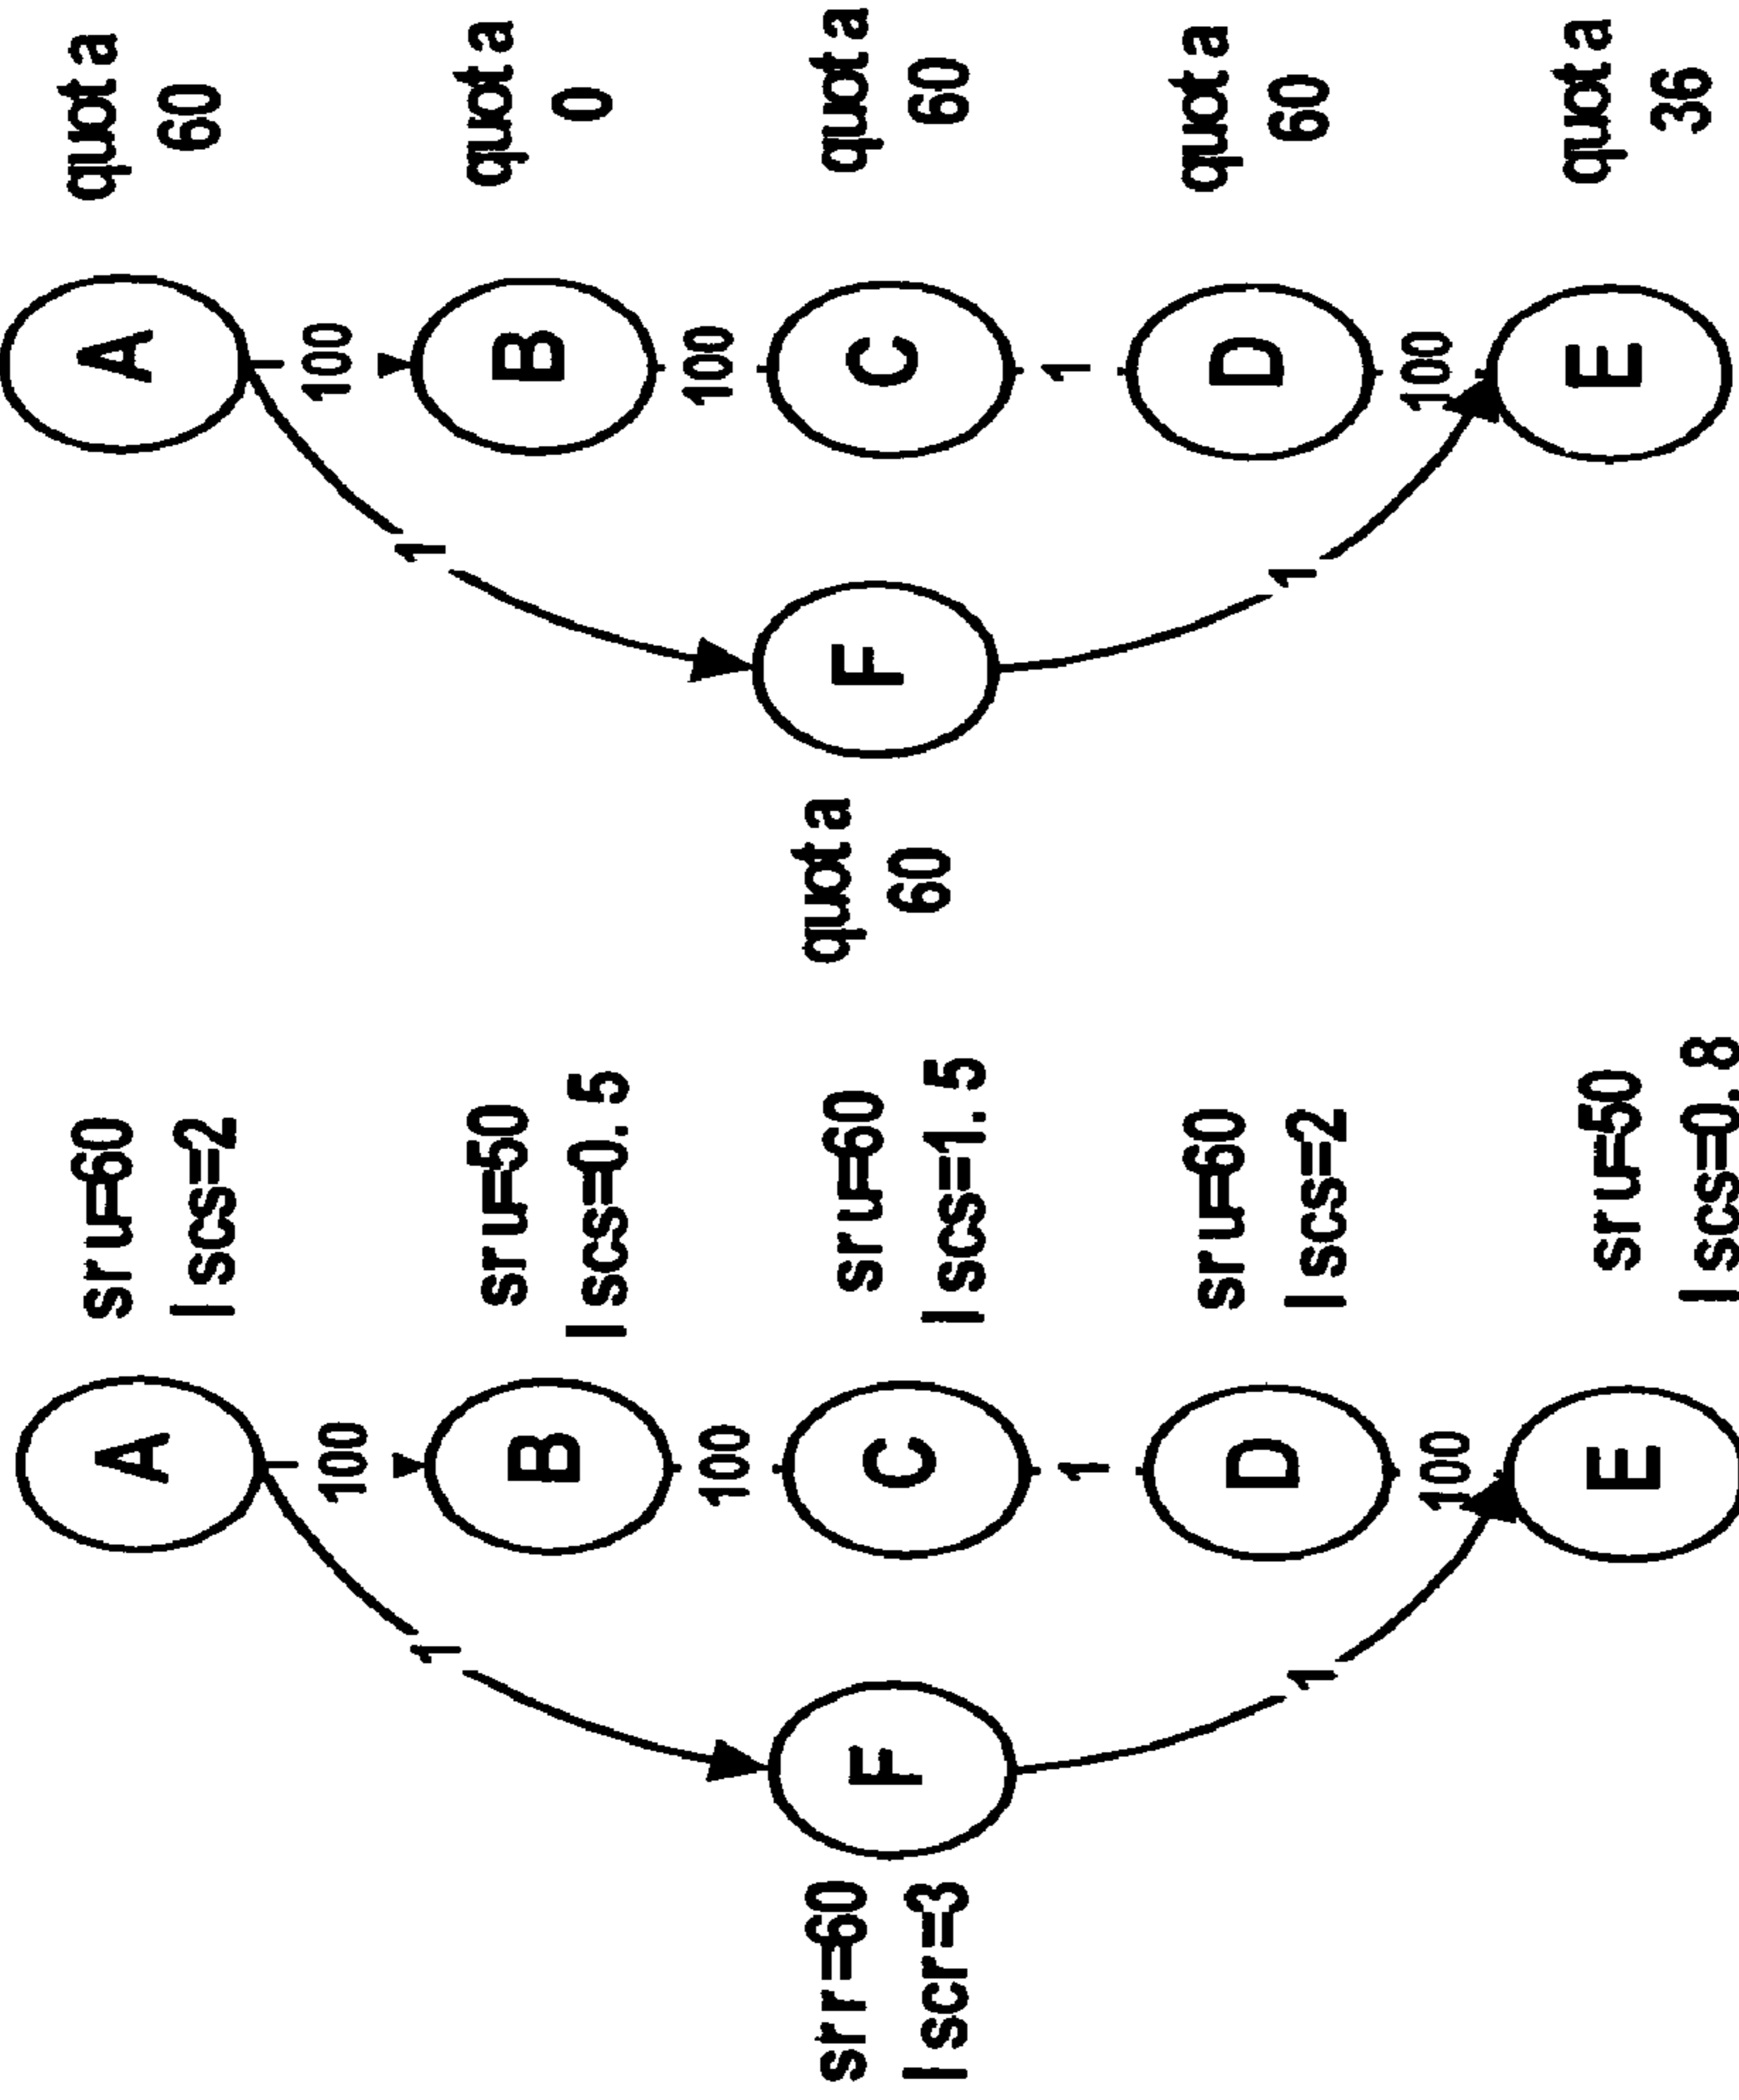 A
sru=60
lscs=2
100
1
B
sru=50
lscs=0.5
100
srr=60
lscr=3
F
C
sru=60
lscs=1.5
1
D
sru=60
lscs=2
1
100
E
sru=50
lscs=0.8
A
quota
60
100
1
B
quota
0
100
quota
60
F
C
quota
60
1
D
quota
60
1
100
E
quota
36